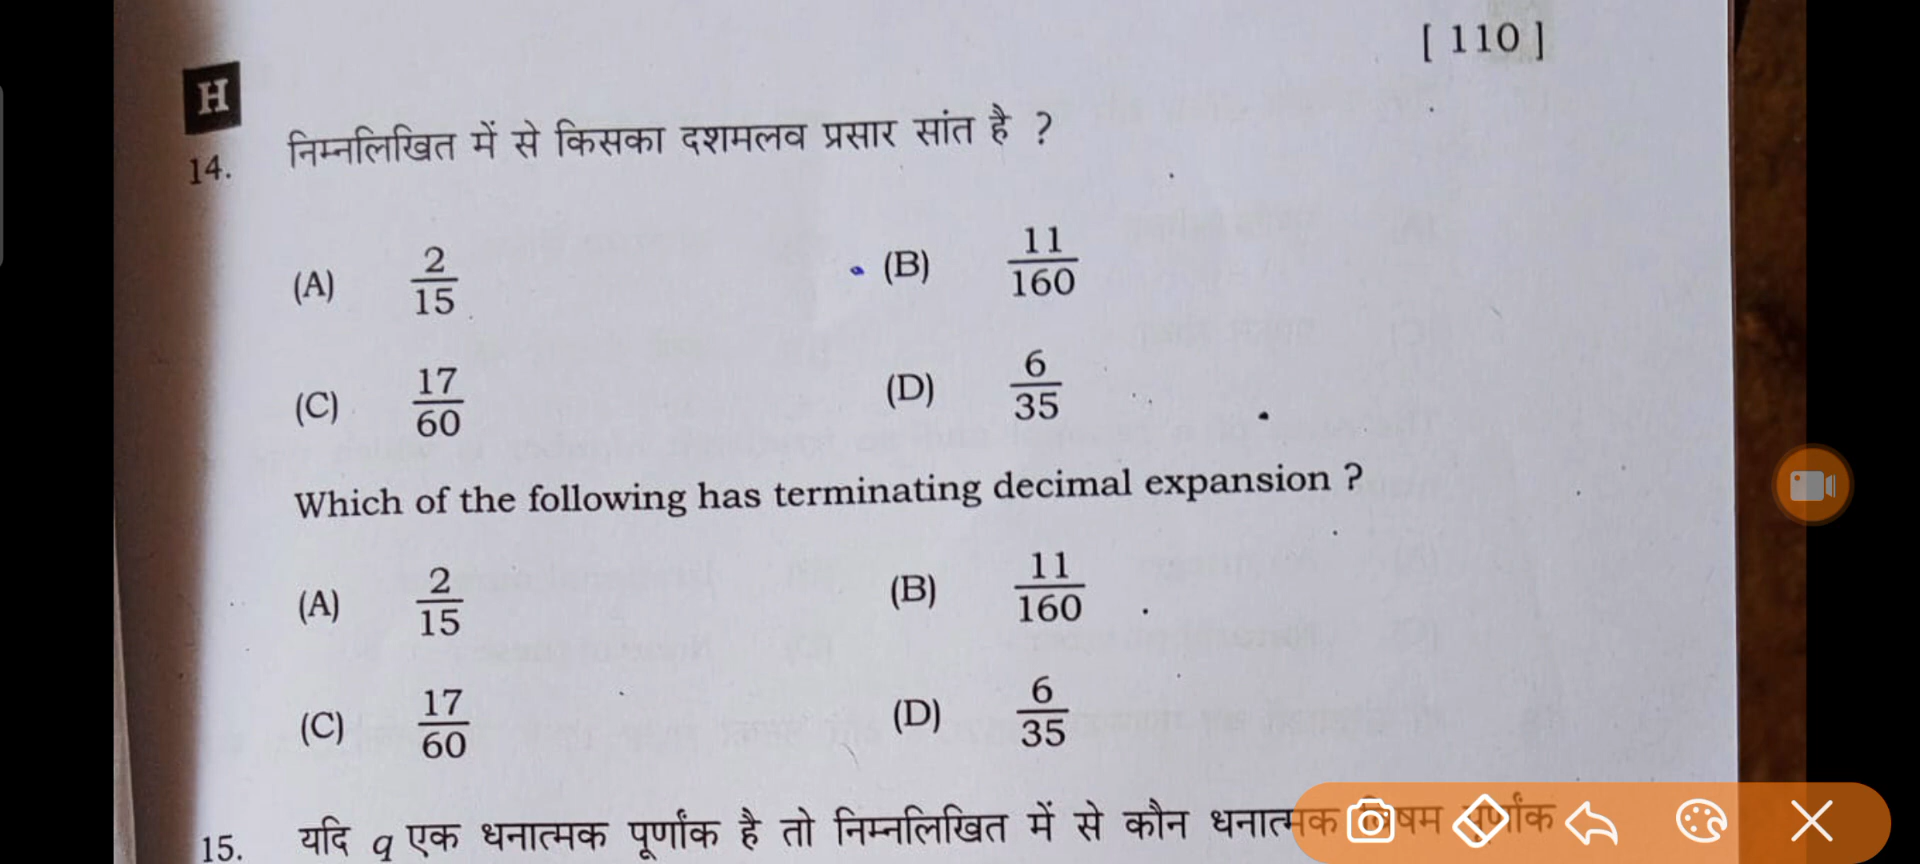 [ 110 ]
H
14. निम्नलिखित में से किसका दशमलव प्रसार सांत है ?
(A) 2/15 (B) 11/160
(C) 17/60 (D) 6/35
Which of the following has terminating decimal expansion ?
(A) 2/15 (B) 11/160
(C) 17/60 (D) 6/35
15. यदि q एक धनात्मक पूर्णांक है तो निम्नलिखित में से कौन धनात्मक विषम पूर्णांक